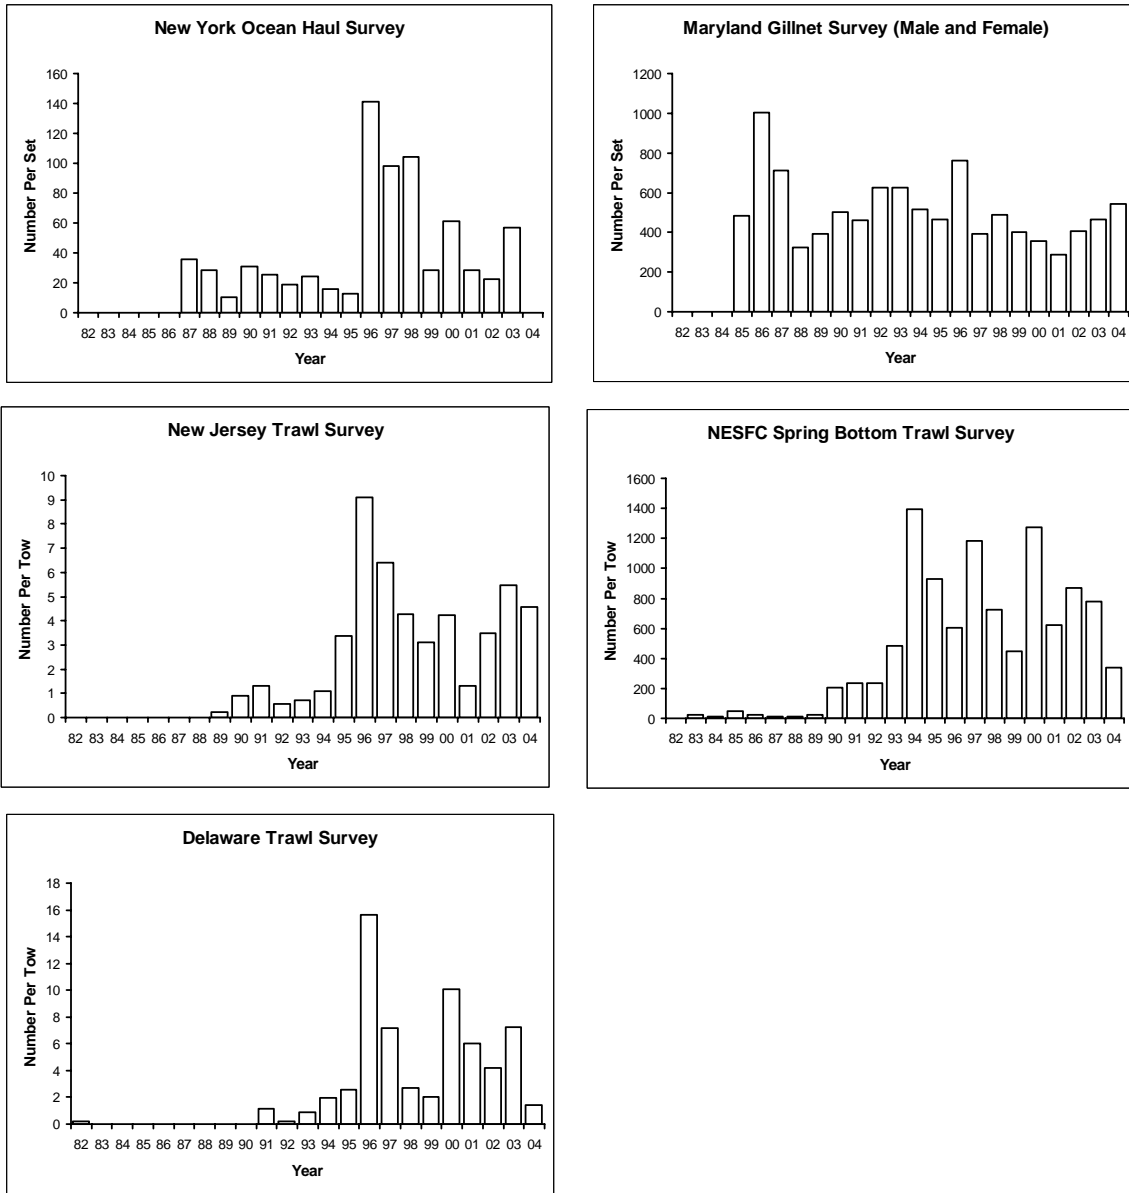 New York Ocean Haul Survey
160
140
120
100
80
60
40
20
0
Number Per Set
82 83 84 85 86 87 88 89 90 91 92 93 94 95 96 97 98 99 00 01 02 03 04
Year
Maryland Gillnet Survey (Male and Female)
1200
1000
800
600
400
200
0
Number Per Set
82 83 84 85 86 87 88 89 90 91 92 93 94 95 96 97 98 99 00 01 02 03 04
Year
New Jersey Trawl Survey
10
9
8
7
6
5
4
3
2
1
0
Number Per Tow
82 83 84 85 86 87 88 89 90 91 92 93 94 95 96 97 98 99 00 01 02 03 04
Year
NESFC Spring Bottom Trawl Survey
1600
1400
1200
1000
800
600
400
200
0
Number Per Tow
82 83 84 85 86 87 88 89 90 91 92 93 94 95 96 97 98 99 00 01 02 03 04
Year
Delaware Trawl Survey
18
16
14
12
10
8
6
4
2
0
Number Per Tow
82 83 84 85 86 87 88 89 90 91 92 93 94 95 96 97 98 99 00 01 02 03 04
Year